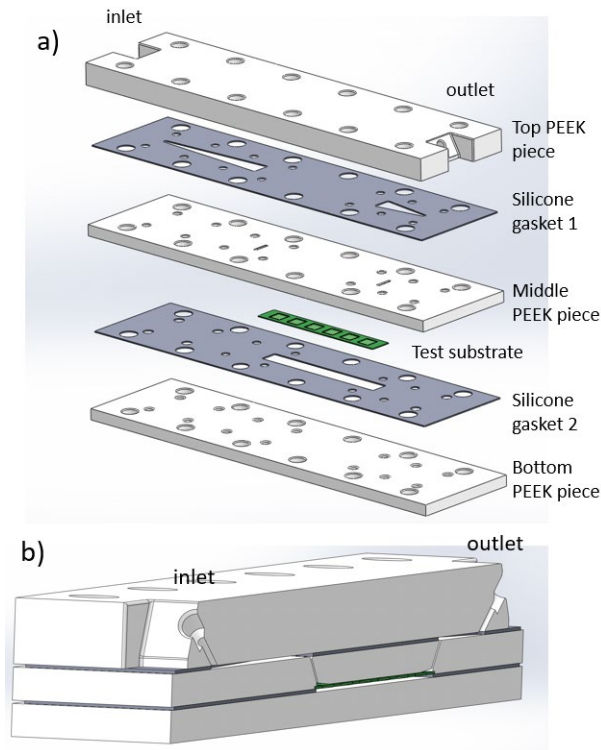 inlet
a)
outlet
Top PEEK
piece
Silicone
gasket 1
Middle
PEEK piece
Test substrate
Silicone
gasket 2
Bottom
PEEK piece
b)
outlet
inlet